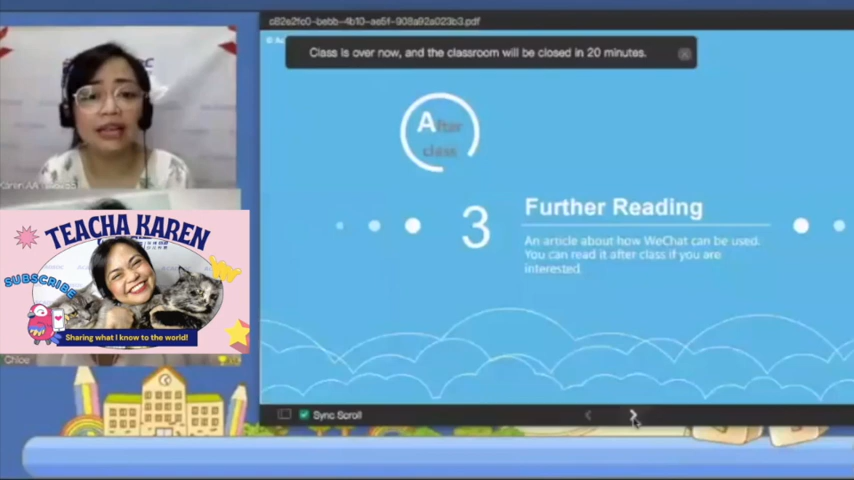 c82e2fc0-bebb-4b10-ae5f-908a92a023b3.pdf
Class is over now, and the classroom will be closed in 20 minutes.
After
class
3
Further Reading
An article about how WeChat can be used.
You can read it after class if you are
interested.
TEACHA KAREN
SUBSCRIBE
Sharing what I know to the world!
Chloe
Sync Scroll